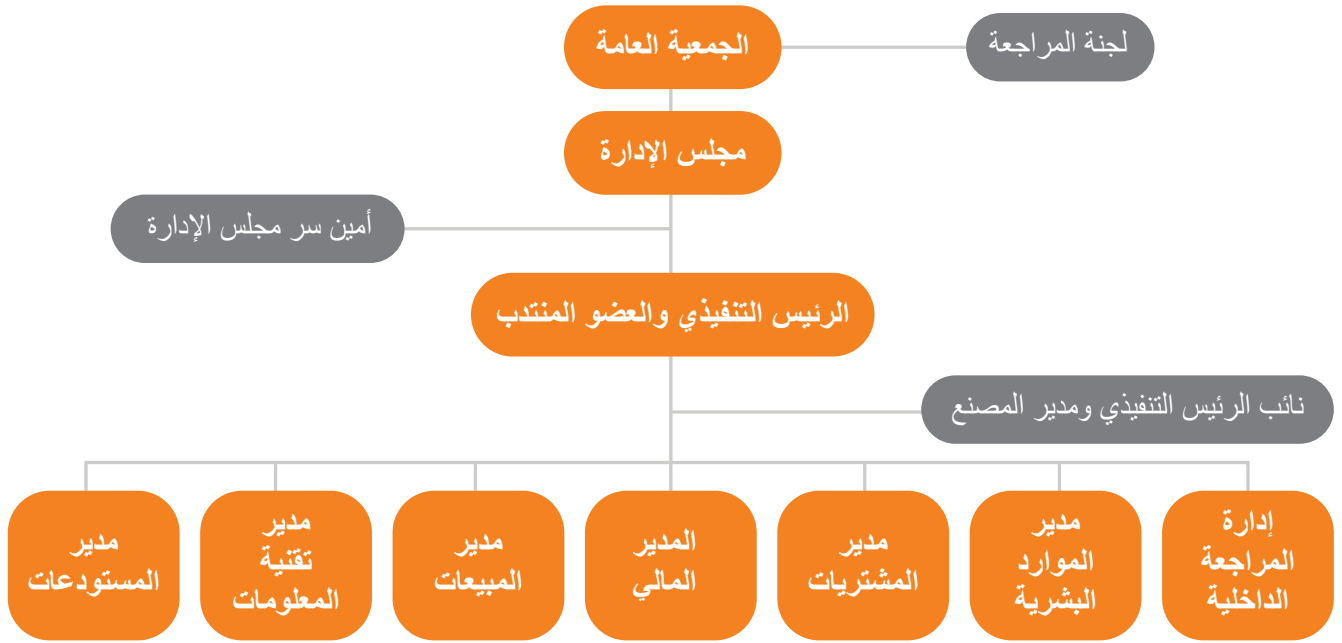 الجمعية العامة
لجنة المراجعة
مجلس الإدارة
أمين سر مجلس الإدارة
الرئيس التنفيذي والعضو المنتدب
نائب الرئيس التنفيذي ومدير المصنع
إدارة
المراجعة
الداخلية
مدير
الموارد
البشرية
مدير
المشتريات
المدير
المالي
مدير
المبيعات
مدير
تقنية
المعلومات
مدير
المستودعات